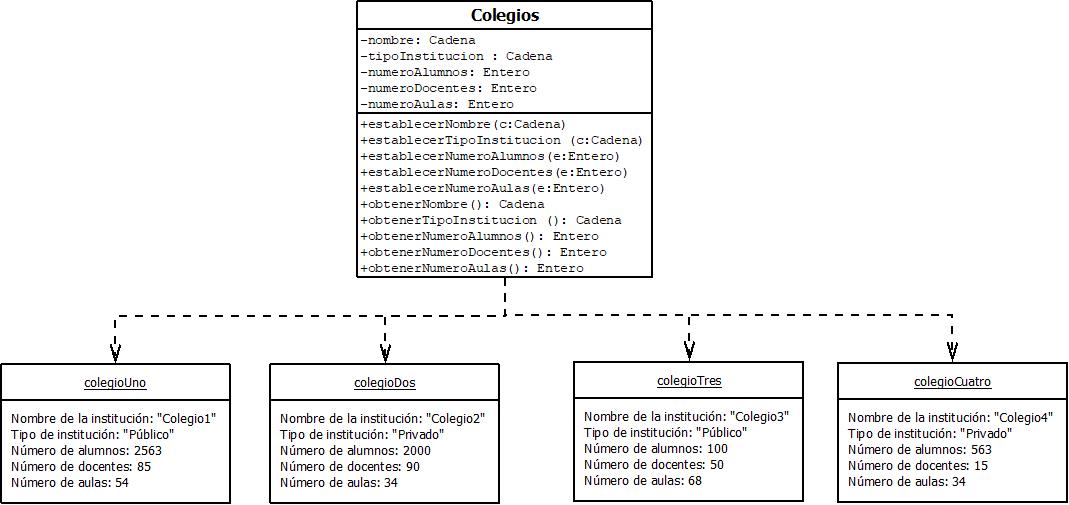 Colegios
-nombre: Cadena
-tipoInstitucion : Cadena
-numeroAlumnos: Entero
-numeroDocentes: Entero
-numeroAulas: Entero
+establecerNombre(c:Cadena)
+establecerTipoInstitucion (c:Cadena)
+establecerNumeroAlumnos(e:Entero)
+establecerNumeroDocentes(e:Entero)
+establecerNumeroAulas(e:Entero)
+obtenerNombre(): Cadena
+obtenerTipoInstitucion (): Cadena
+obtenerNumeroAlumnos(): Entero
+obtenerNumeroDocentes(): Entero
+obtenerNumeroAulas(): Entero
colegioUno
Nombre de la institución: "Colegio1"
Tipo de institución: "Público"
Número de alumnos: 2563
Número de docentes: 85
Número de aulas: 54
colegioDos
Nombre de la institución: "Colegio2"
Tipo de institución: "Privado"
Número de alumnos: 2000
Número de docentes: 90
Número de aulas: 34
colegioTres
Nombre de la institución: "Colegio3"
Tipo de institución: "Público"
Número de alumnos: 100
Número de docentes: 50
Número de aulas: 68
colegioCuatro
Nombre de la institución: "Colegio4"
Tipo de institución: "Privado"
Número de alumnos: 563
Número de docentes: 15
Número de aulas: 34